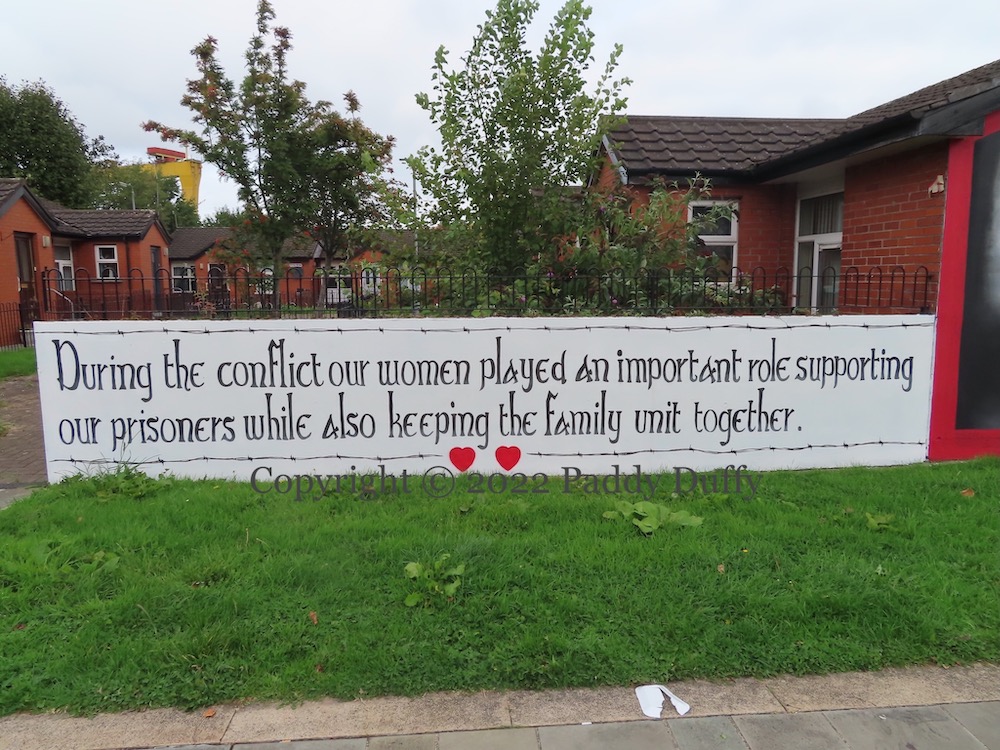 During the conflict our women played an important role supporting
our prisoners while also keeping the family unit together.
Copyright © 2022 Paddy Duffy